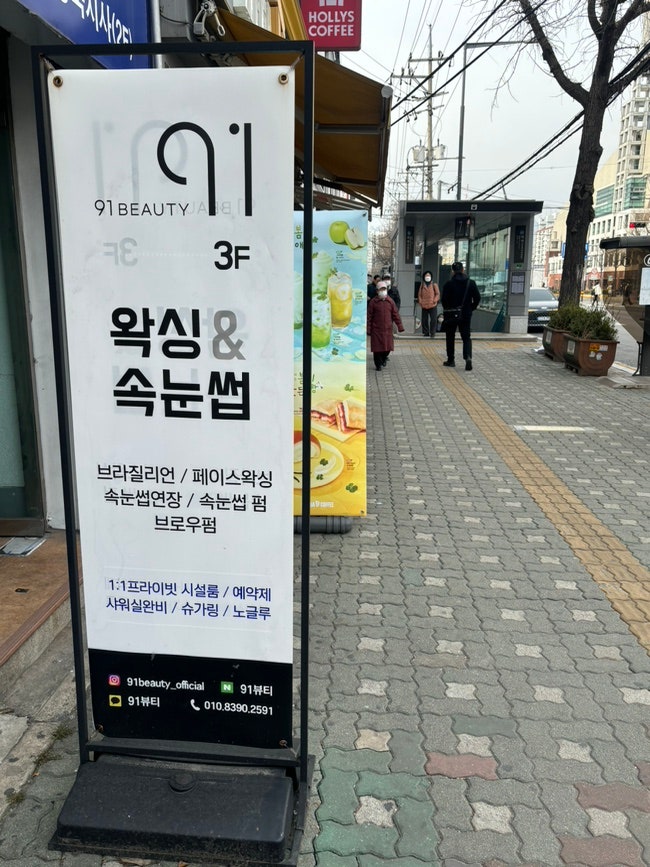 HOLLYS
COFFEE
91
91 BEAUTY
3F
왁싱&
속눈썹
브라질리언 / 페이스왁싱
속눈썹연장 / 속눈썹 펌
브로우펌
1:1프라이빗 시설룸 / 예약제
샤워실완비 / 슈가링 / 노글루
91beauty_official
N 91뷰티
91뷰티
010.8390.2591